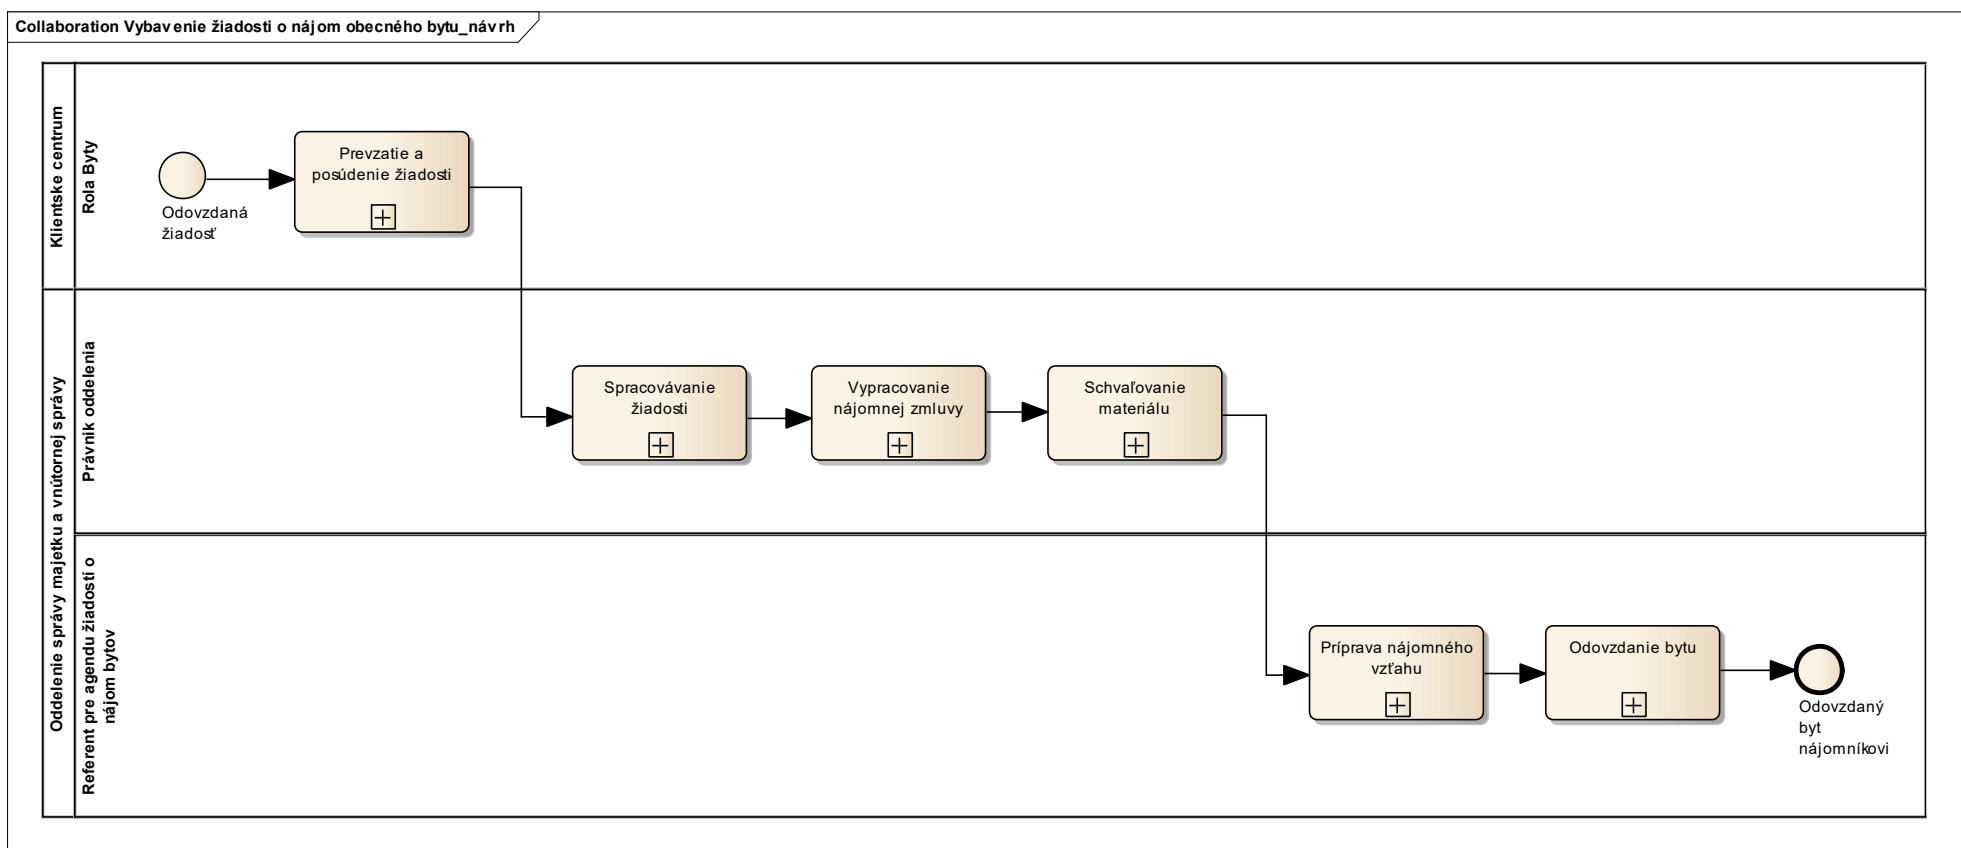 Collaboration Vybavenie žiadosti o nájom obecného bytu_návrh
Klientske centrum
Rola Byty
Odovzdaná
žiadosť
Prevzatie a
posúdenie žiadosti
Oddelenie správy majetku a vnútornej správy
Právnik oddelenia
Spracovávanie
žiadosti
Vypracovanie
nájomnej zmluvy
Schvaľovanie
materiálu
Referent pre agendu žiadostí o
nájom bytov
Príprava nájomného
vzťahu
Odovzdanie bytu
Odovzdaný
byt
nájomníkovi